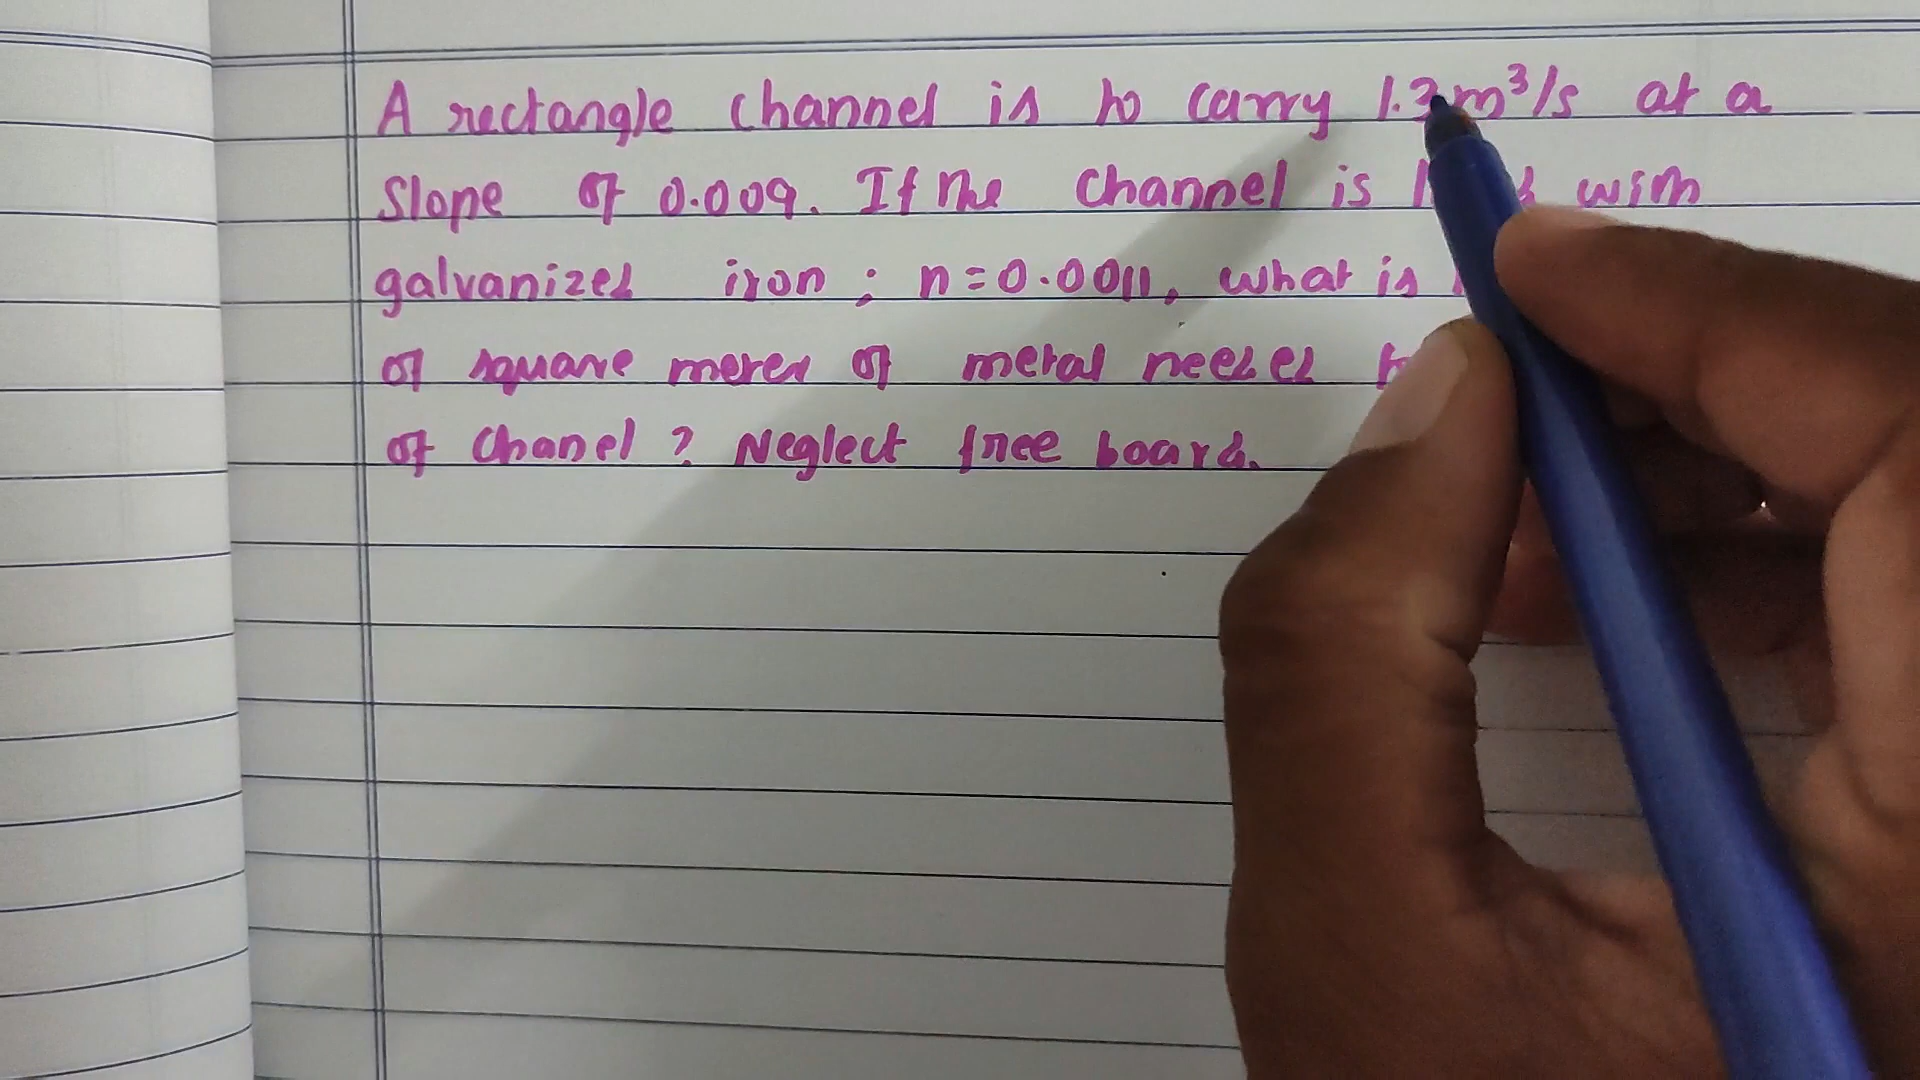 A rectangle channel is to carry 1.3m³/s at a
slope of 0.009. If the channel is with
galvanized iron ; n=0.0011, what is
of square meter of metal needed
of Chanel ? Neglect free board.